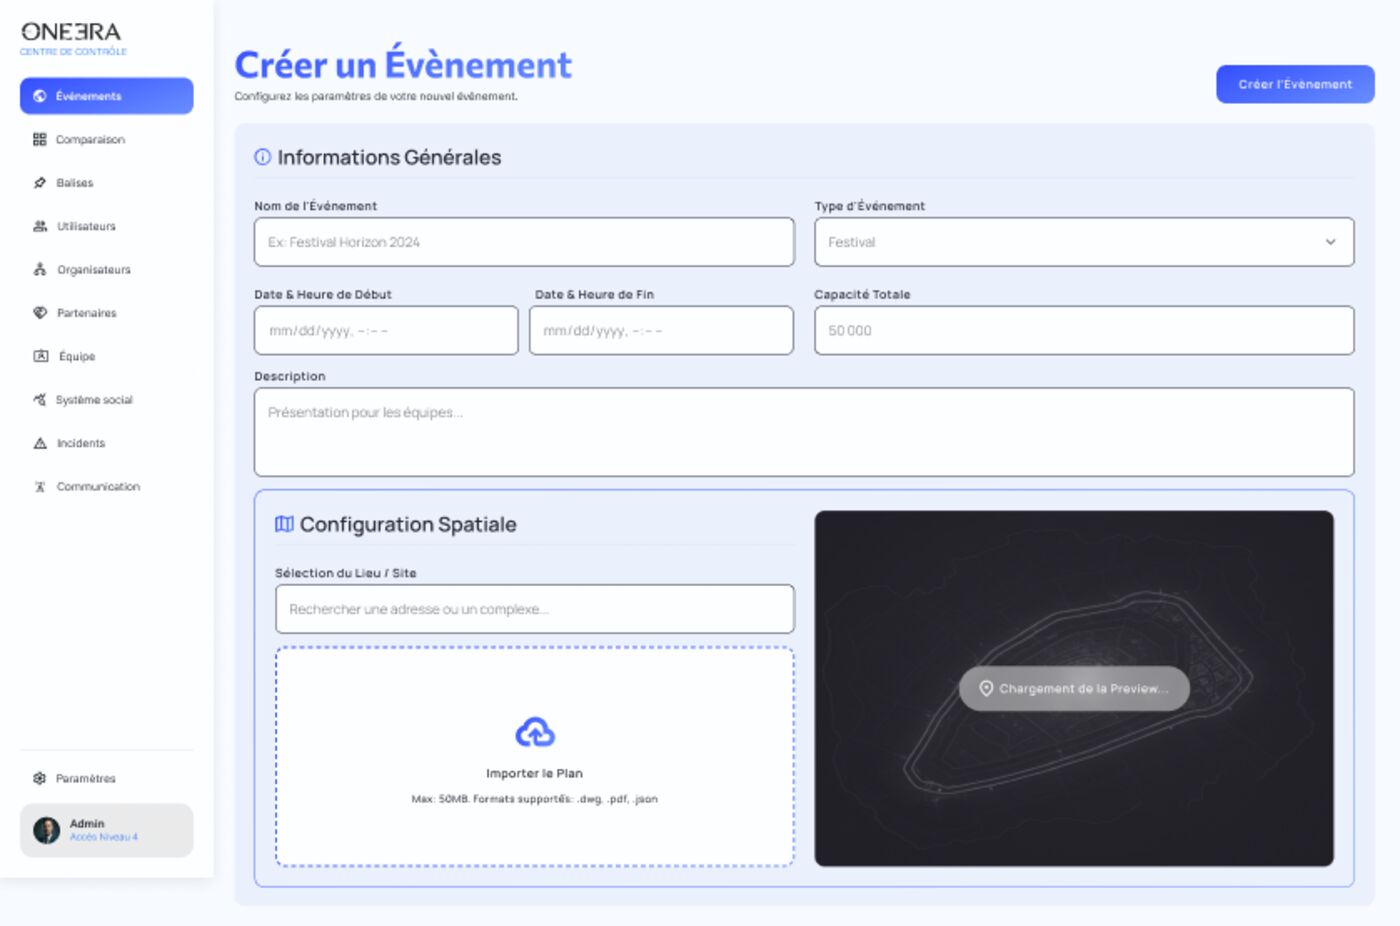 ONEƎRA
CENTRE DE CONTRÔLE
Événements
Comparaison
Balises
Utilisateurs
Organisateurs
Partenaires
Équipe
Système social
Incidents
Communication
Paramètres
Admin
Accès Niveau 4
Créer un Évènement
Configurez les paramètres de votre nouvel évènement.
Créer l'Évènement
Informations Générales
Nom de l'Événement
Ex: Festival Horizon 2024
Type d'Événement
Festival
Date & Heure de Début
mm/dd/yyyy, -:--
Date & Heure de Fin
mm/dd/yyyy, -:--
Capacité Totale
50 000
Description
Présentation pour les équipes...
Configuration Spatiale
Sélection du Lieu / Site
Rechercher une adresse ou un complexe...
Importer le Plan
Max: 50MB. Formats supportés: .dwg, .pdf, .json
Chargement de la Preview...